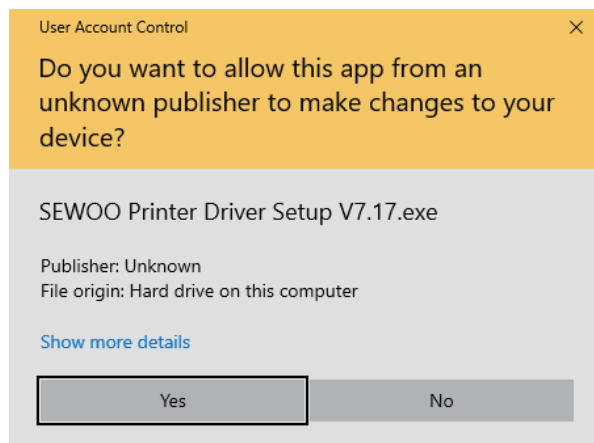 User Account Control
Do you want to allow this app from an
unknown publisher to make changes to your
device?
SEWOO Printer Driver Setup V7.17.exe
Publisher: Unknown
File origin: Hard drive on this computer
Show more details
Yes
No